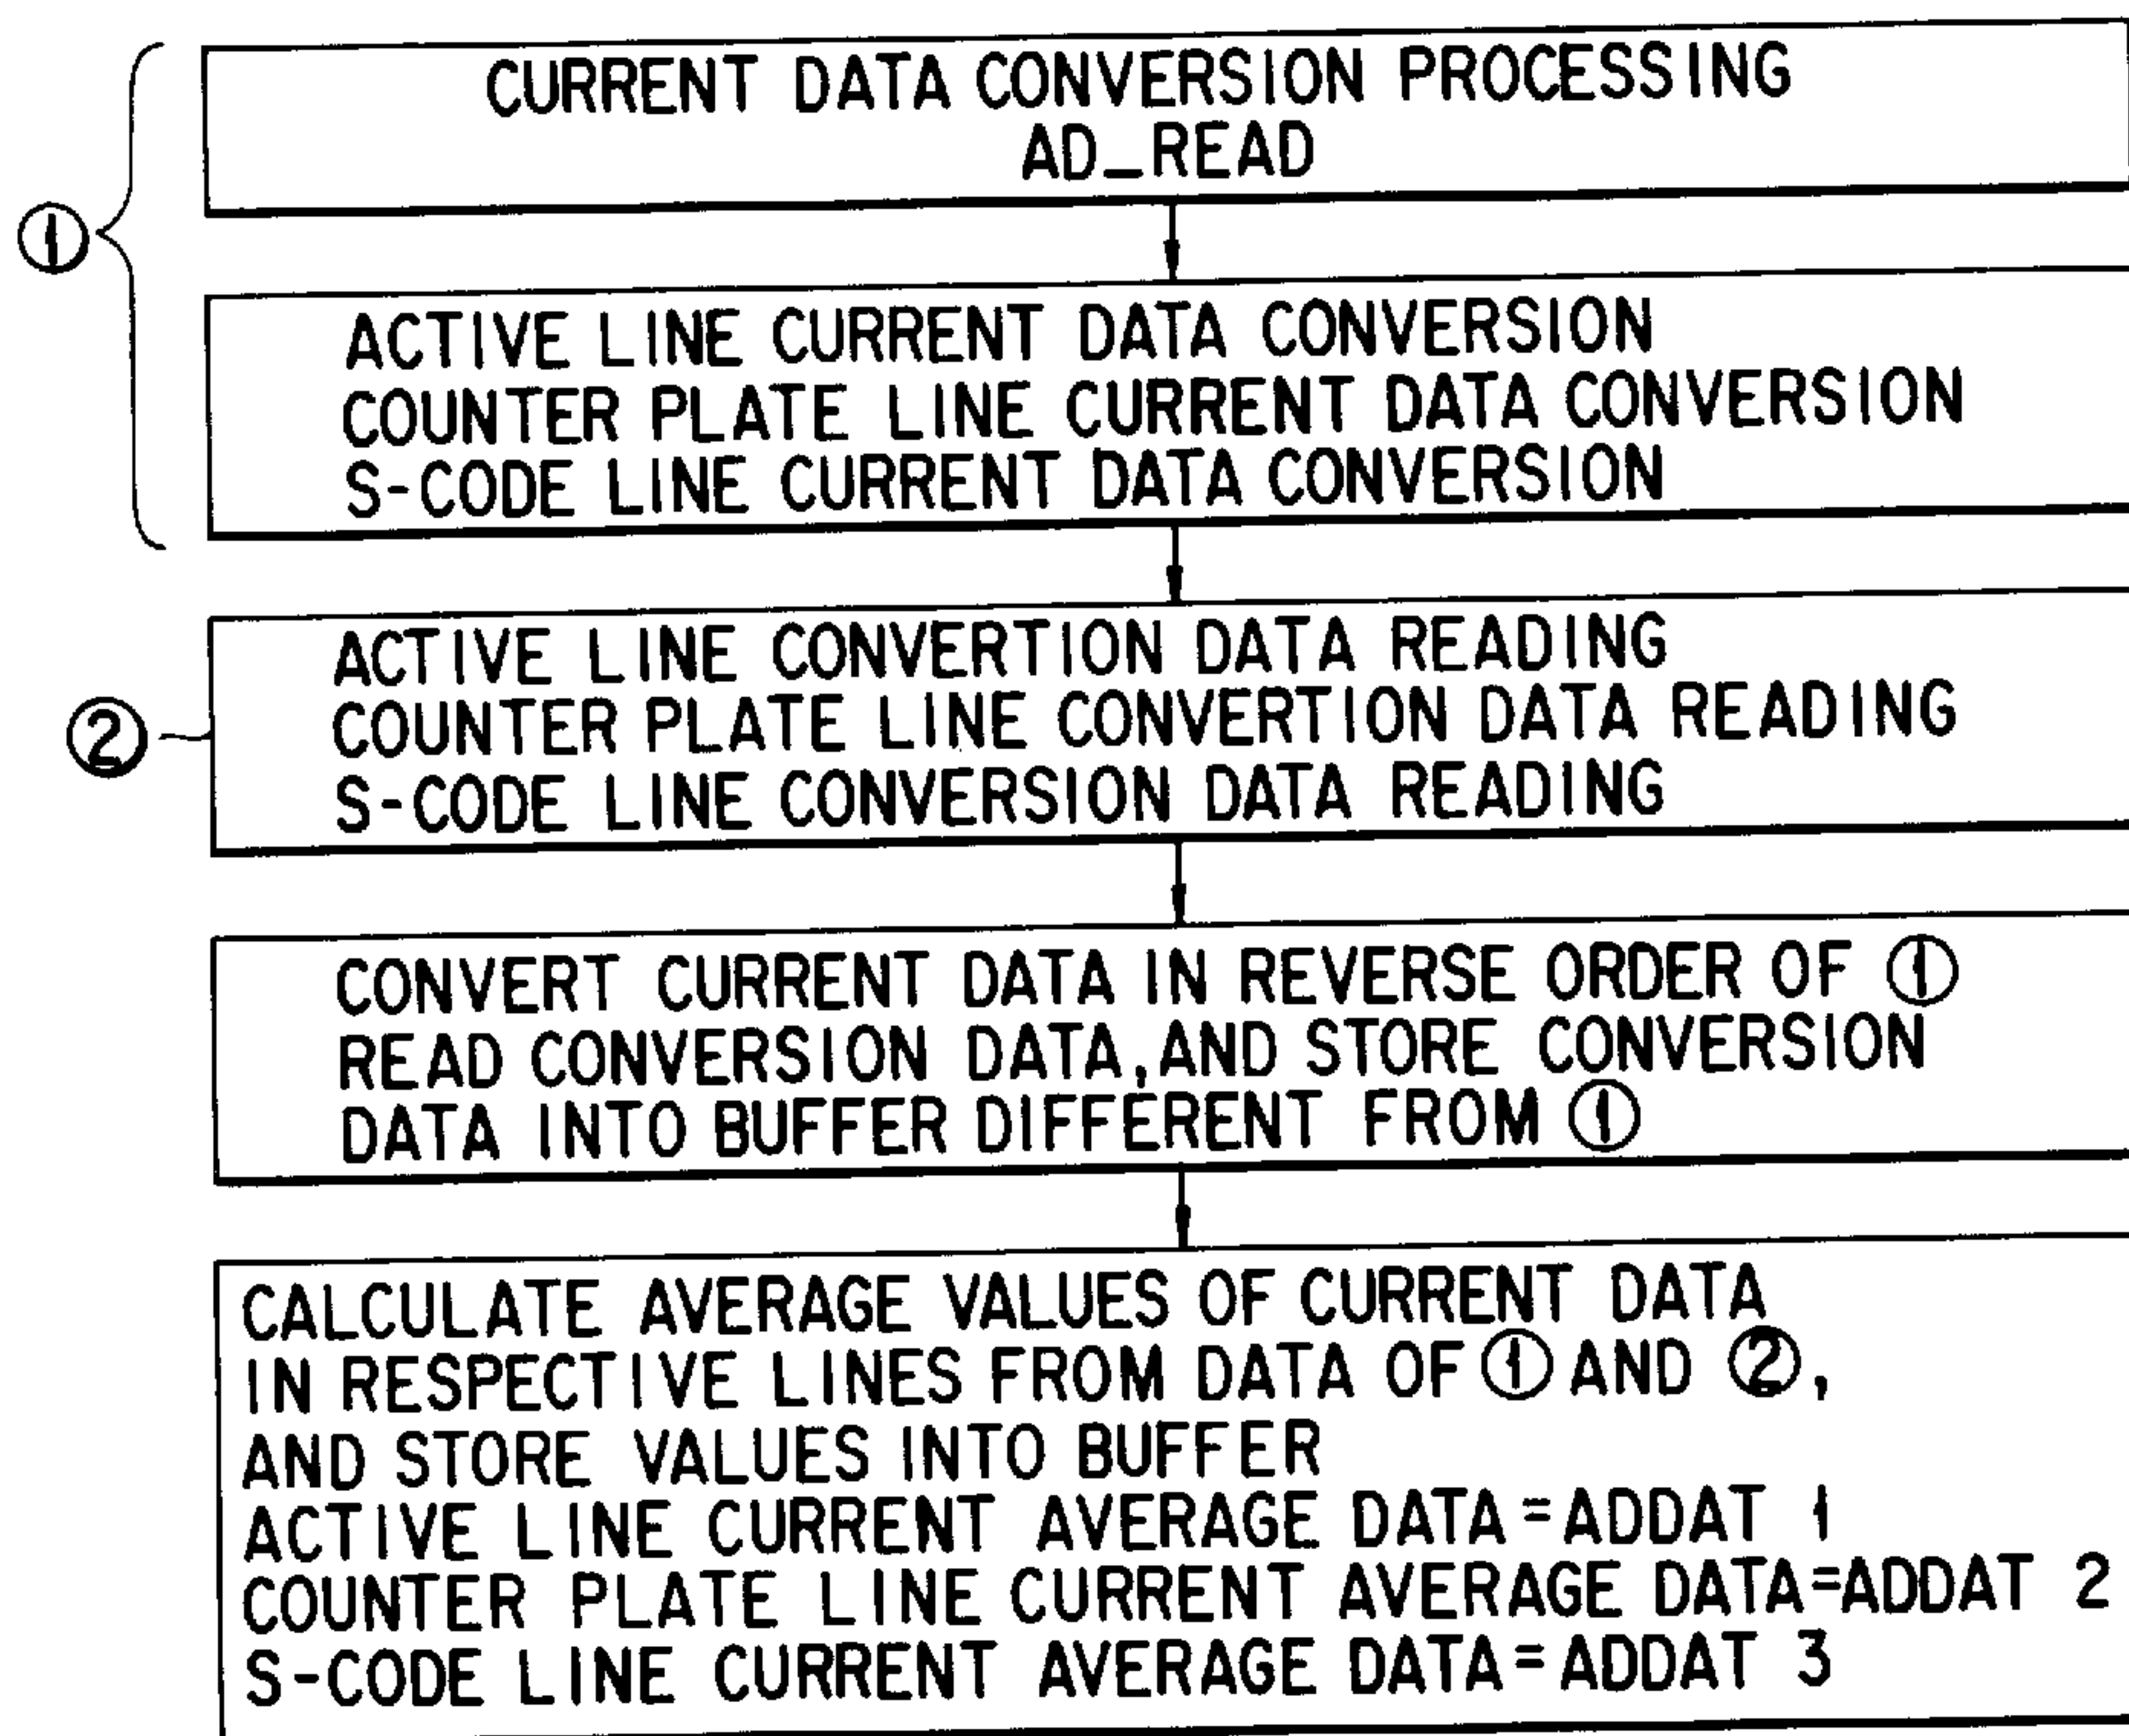 CURRENT DATA CONVERSION PROCESSING
AD_READ
①
ACTIVE LINE CURRENT DATA CONVERSION
COUNTER PLATE LINE CURRENT DATA CONVERSION
S-CODE LINE CURRENT DATA CONVERSION
②
ACTIVE LINE CONVERTION DATA READING
COUNTER PLATE LINE CONVERTION DATA READING
S-CODE LINE CONVERSION DATA READING
CONVERT CURRENT DATA IN REVERSE ORDER OF ①
READ CONVERSION DATA, AND STORE CONVERSION
DATA INTO BUFFER DIFFERENT FROM ①
CALCULATE AVERAGE VALUES OF CURRENT DATA
IN RESPECTIVE LINES FROM DATA OF ① AND ②,
AND STORE VALUES INTO BUFFER
ACTIVE LINE CURRENT AVERAGE DATA=ADDAT 1
COUNTER PLATE LINE CURRENT AVERAGE DATA=ADDAT 2
S-CODE LINE CURRENT AVERAGE DATA=ADDAT 3